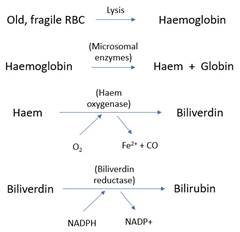 Lysis
Old, fragile RBC Haemoglobin
(Microsomal
enzymes)
Haemoglobin Haem + Globin
(Haem
oxygenase)
Haem Biliverdin
O₂ Fe²⁺ + CO
(Biliverdin
reductase)
Biliverdin Bilirubin
NADPH NADP+